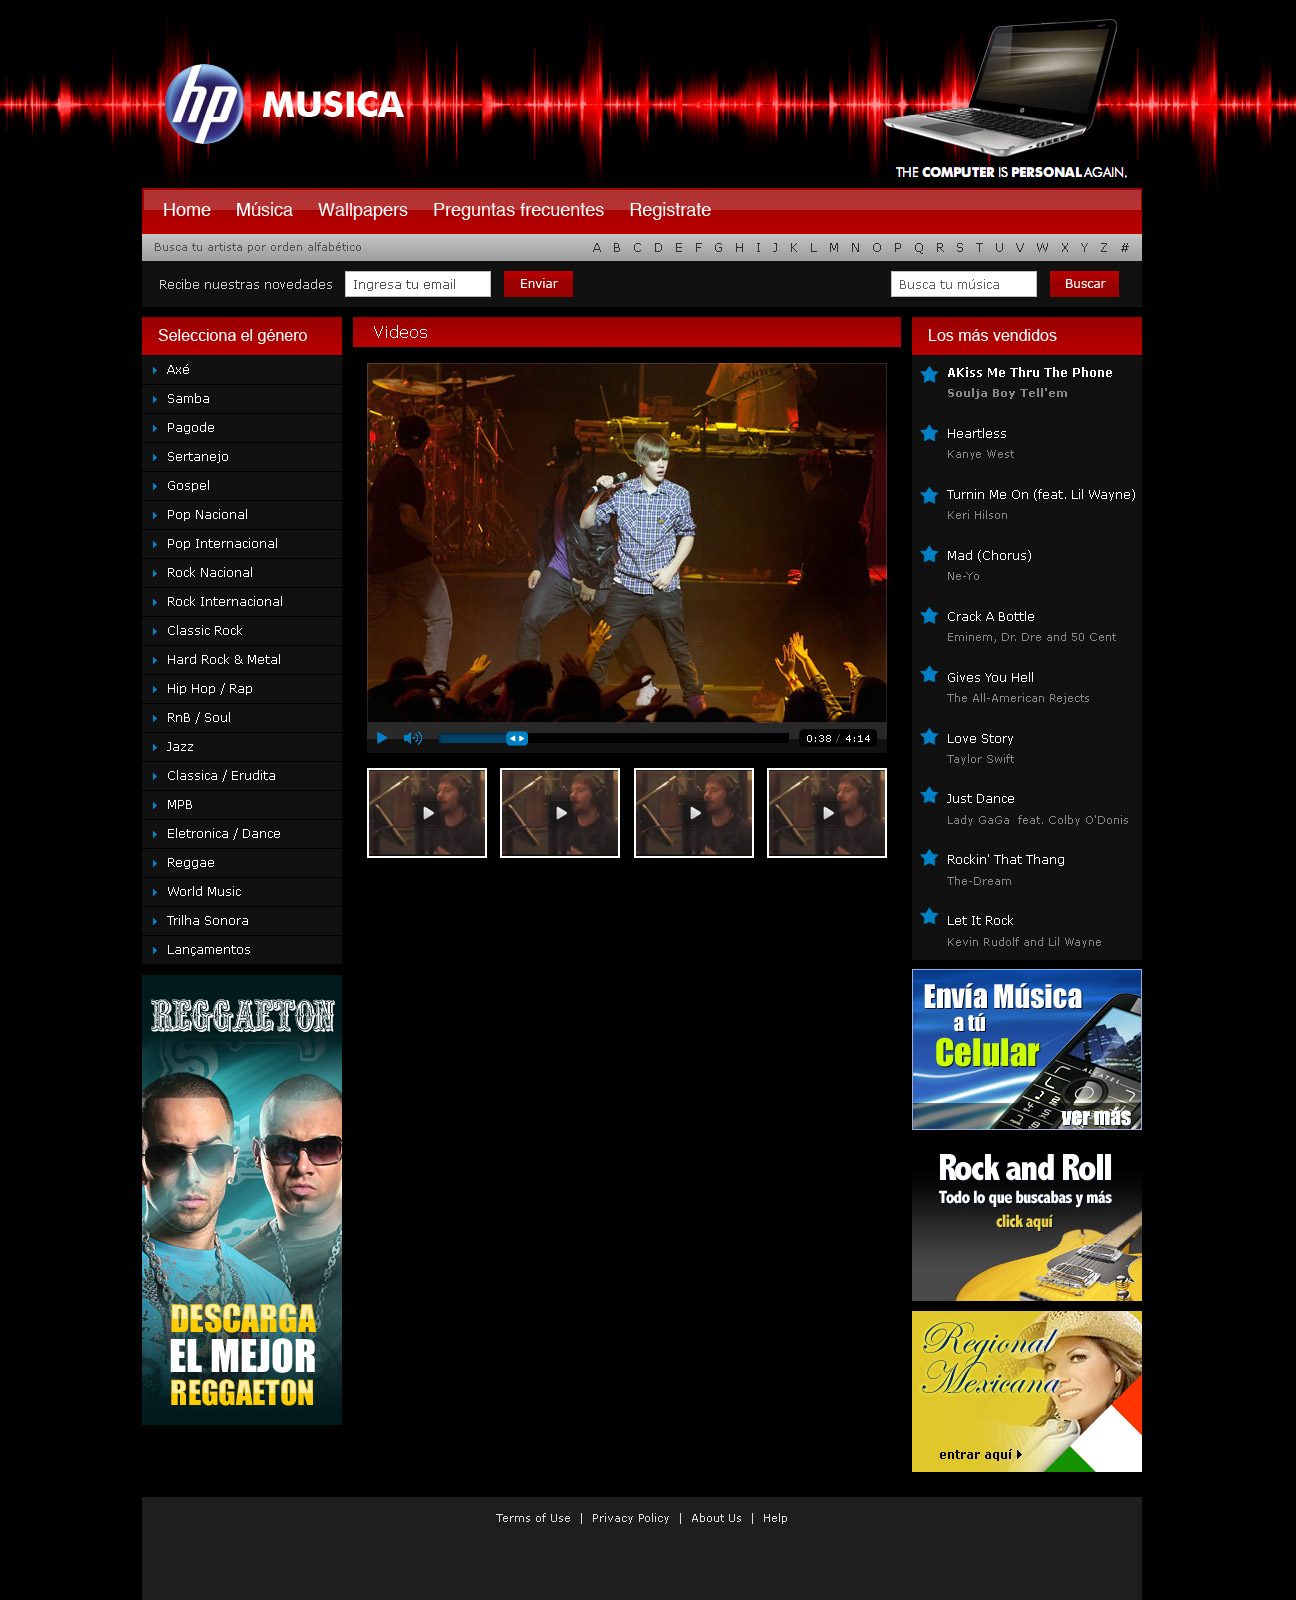 hp MUSICA
THE COMPUTER IS PERSONAL AGAIN.
Home Música Wallpapers Preguntas frecuentes Registrate
Busca tu artista por orden alfabético A B C D E F G H I J K L M N O P Q R S T U V W X Y Z #
Recibe nuestras novedades Ingresa tu email Enviar Busca tu música Buscar
Selecciona el género
Axé
Samba
Pagode
Sertanejo
Gospel
Pop Nacional
Pop Internacional
Rock Nacional
Rock Internacional
Classic Rock
Hard Rock & Metal
Hip Hop / Rap
RnB / Soul
Jazz
Classica / Erudita
MPB
Eletronica / Dance
Reggae
World Music
Trilha Sonora
Lançamentos
REGGAETON
DESCARGA
EL MEJOR
REGGAETON
Videos
SCOOTER
0:38 / 4:14
Los más vendidos
AKiss Me Thru The Phone
Soulja Boy Tell'em
Heartless
Kanye West
Turnin Me On (feat. Lil Wayne)
Keri Hilson
Mad (Chorus)
Ne-Yo
Crack A Bottle
Eminem, Dr. Dre and 50 Cent
Gives You Hell
The All-American Rejects
Love Story
Taylor Swift
Just Dance
Lady GaGa feat. Colby O'Donis
Rockin' That Thang
The-Dream
Let It Rock
Kevin Rudolf and Lil Wayne
Envía Música
a tú
Celular
ALCATEL
ver más
Rock and Roll
Todo lo que buscabas y más
click aquí
Regional
Mexicana
entrar aquí
Terms of Use | Privacy Policy | About Us | Help